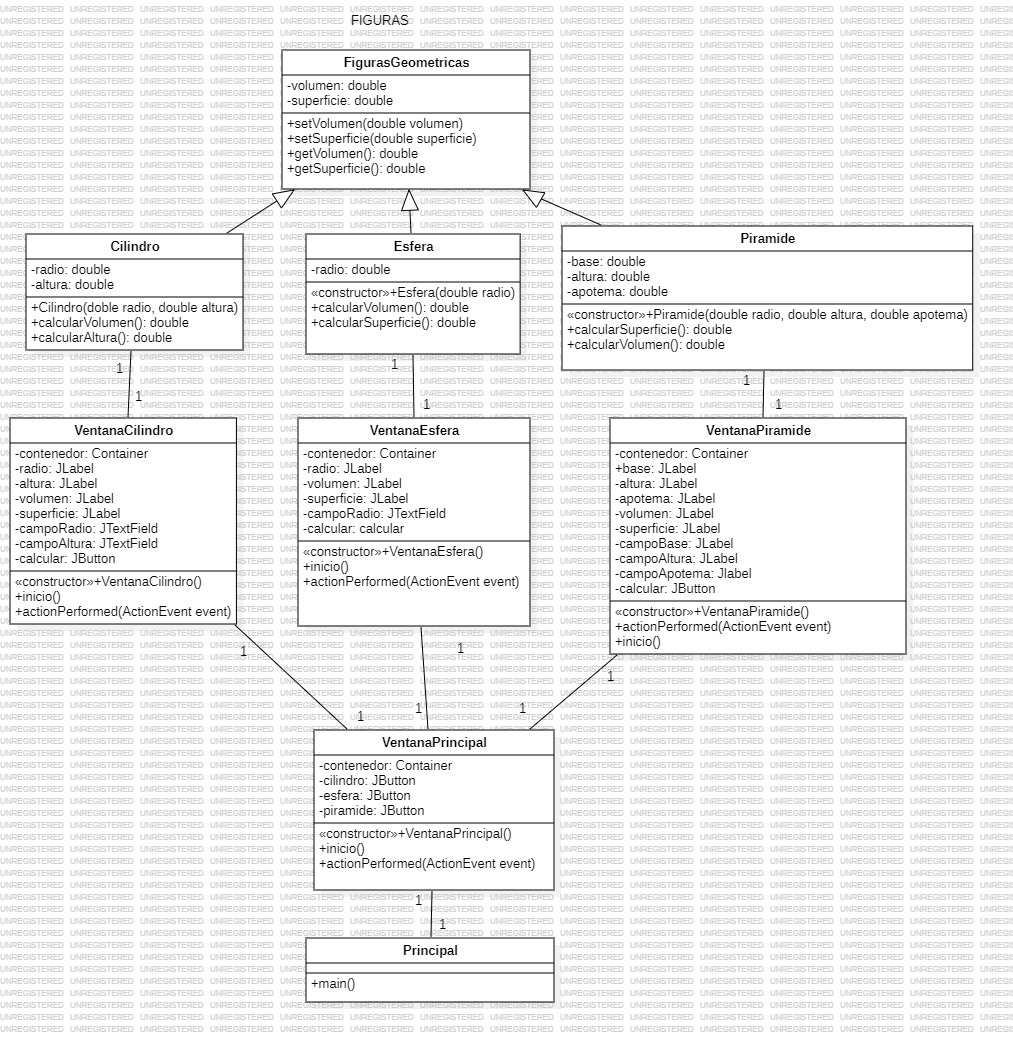 FIGURAS
FigurasGeometricas
-volumen: double
-superficie: double
+setVolumen(double volumen)
+setSuperficie(double superficie)
+getVolumen(): double
+getSuperficie(): double
Cilindro
-radio: double
-altura: double
+Cilindro(doble radio, double altura)
+calcularVolumen(): double
+calcularAltura(): double
Esfera
-radio: double
«constructor»+Esfera(double radio)
+calcularVolumen(): double
+calcularSuperficie(): double
Piramide
-base: double
-altura: double
-apotema: double
«constructor»+Piramide(double radio, double altura, double apotema)
+calcularSuperficie(): double
+calcularVolumen(): double
1
1
1
1
1
1
VentanaCilindro
-contenedor: Container
-radio: JLabel
-altura: JLabel
-volumen: JLabel
-superficie: JLabel
-campoRadio: JTextField
-campoAltura: JTextField
-calcular: JButton
«constructor»+VentanaCilindro()
+inicio()
+actionPerformed(ActionEvent event)
VentanaEsfera
-contenedor: Container
-radio: JLabel
-volumen: JLabel
-superficie: JLabel
-campoRadio: JTextField
-calcular: calcular
«constructor»+VentanaEsfera()
+inicio()
+actionPerformed(ActionEvent event)
VentanaPiramide
-contenedor: Container
+base: JLabel
-altura: JLabel
-apotema: JLabel
-volumen: JLabel
-superficie: JLabel
-campoBase: JLabel
-campoAltura: JLabel
-campoApotema: Jlabel
-calcular: JButton
«constructor»+VentanaPiramide()
+actionPerformed(ActionEvent event)
+inicio()
1
1
1
1
1
1
VentanaPrincipal
-contenedor: Container
-cilindro: JButton
-esfera: JButton
-piramide: JButton
«constructor»+VentanaPrincipal()
+inicio()
+actionPerformed(ActionEvent event)
1
1
Principal
+main()
UNREGISTERED